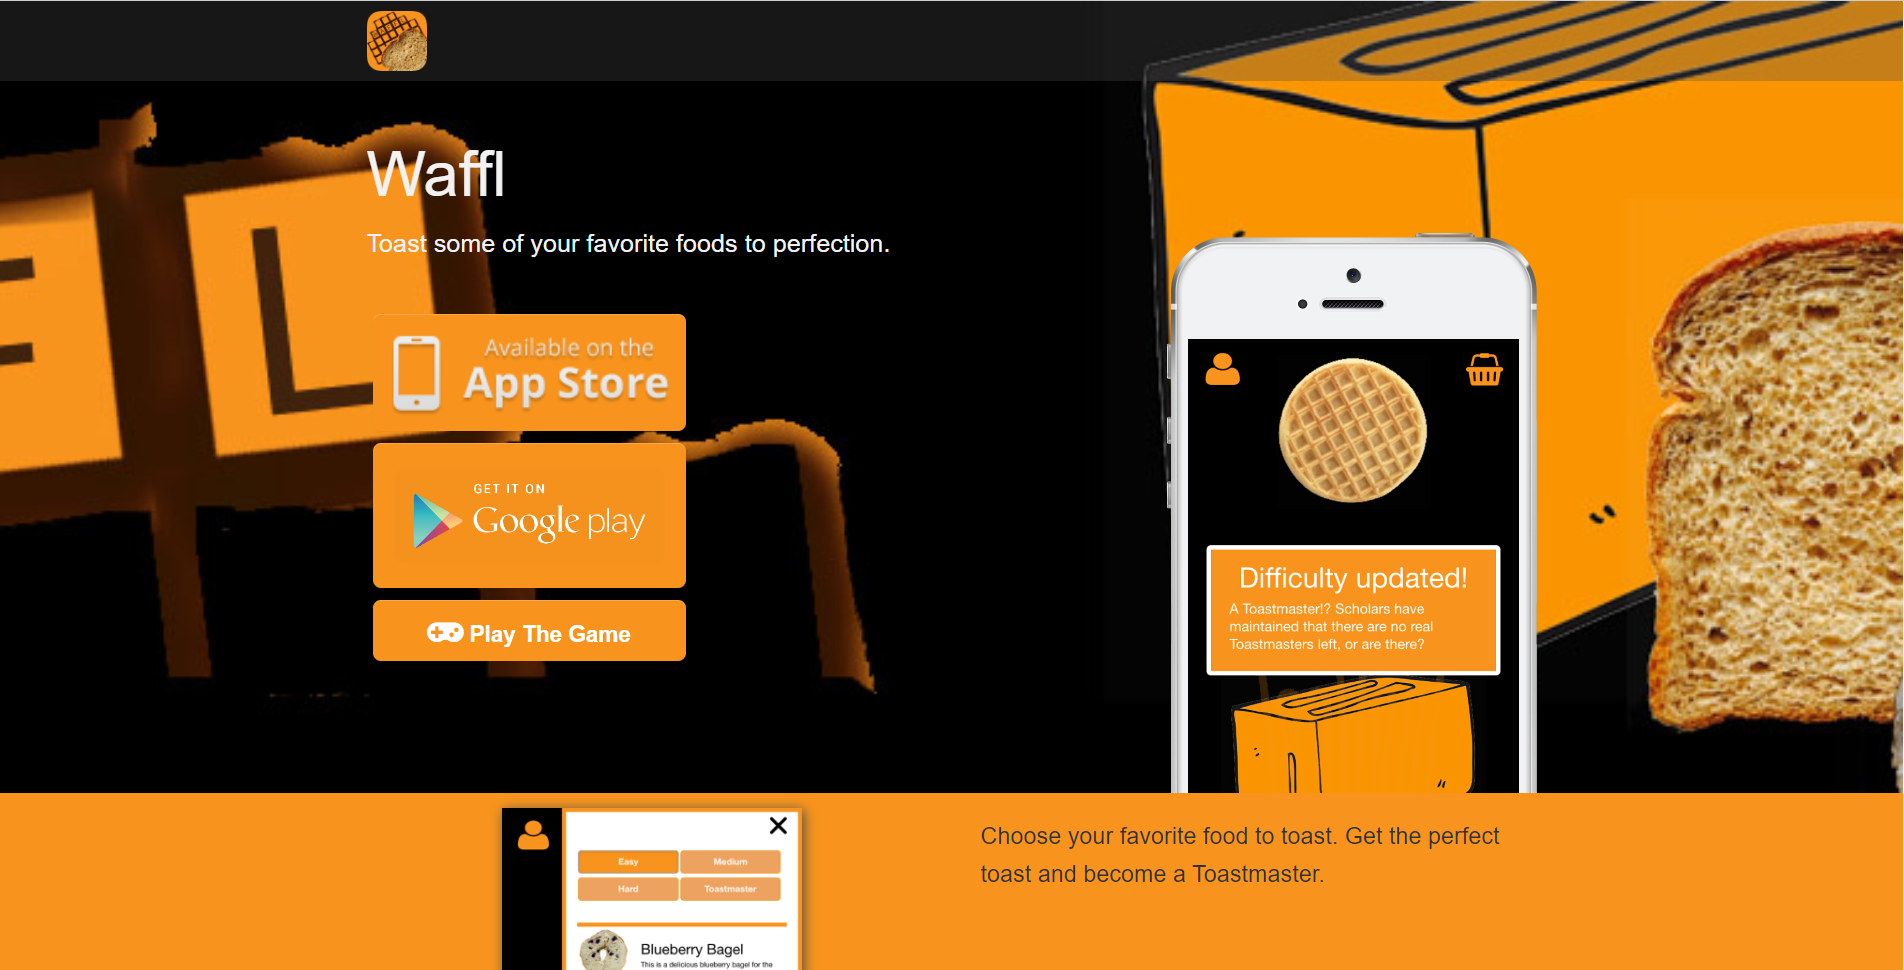 L
Waffl
Toast some of your favorite foods to perfection.
Available on the
App Store
GET IT ON
Google play
Play The Game
Difficulty updated!
A Toastmaster!? Scholars have
maintained that there are no real
Toastmasters left, or are there?
Choose your favorite food to toast. Get the perfect
toast and become a Toastmaster.
Easy
Medium
Hard
Toastmaster
Blueberry Bagel
This is a delicious blueberry bagel for the